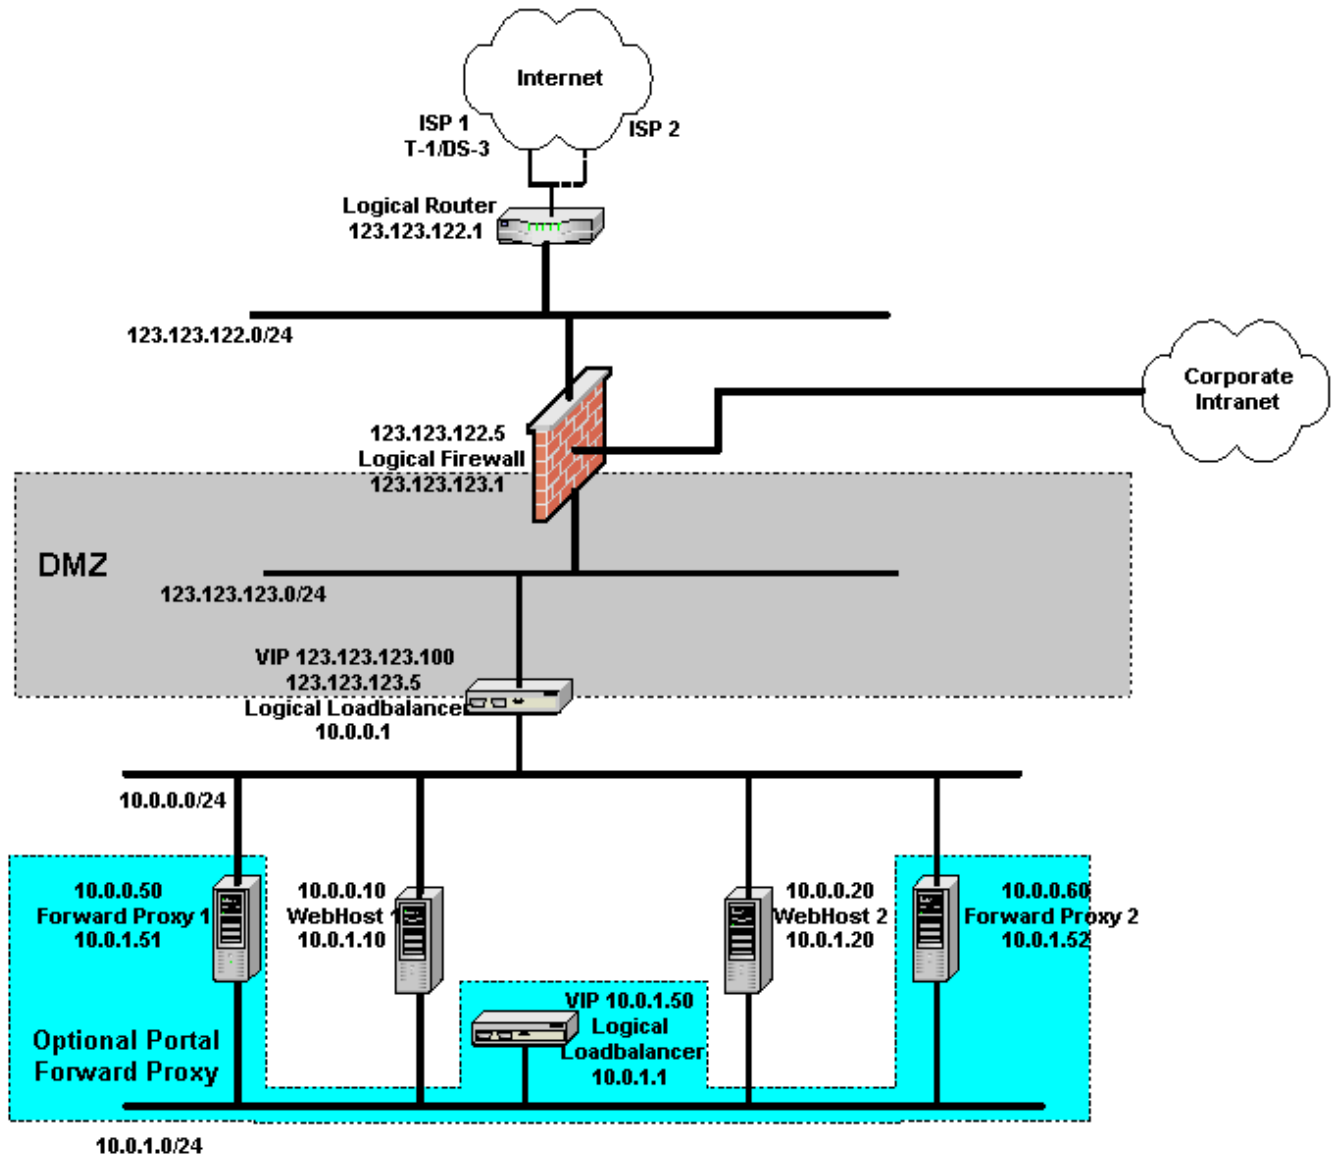 Internet
ISP 1
T-1/DS-3
ISP 2
Logical Router
123.123.122.1
123.123.122.0/24
Corporate
Intranet
123.123.122.5
Logical Firewall
123.123.123.1
DMZ
123.123.123.0/24
VIP 123.123.123.100
123.123.123.5
Logical Loadbalancer
10.0.0.1
10.0.0.0/24
10.0.0.50
Forward Proxy 1
10.0.1.51
10.0.0.10
WebHost 1
10.0.1.10
10.0.0.20
WebHost 2
10.0.1.20
10.0.0.60
Forward Proxy 2
10.0.1.52
VIP 10.0.1.50
Logical
Loadbalancer
10.0.1.1
Optional Portal
Forward Proxy
10.0.1.0/24